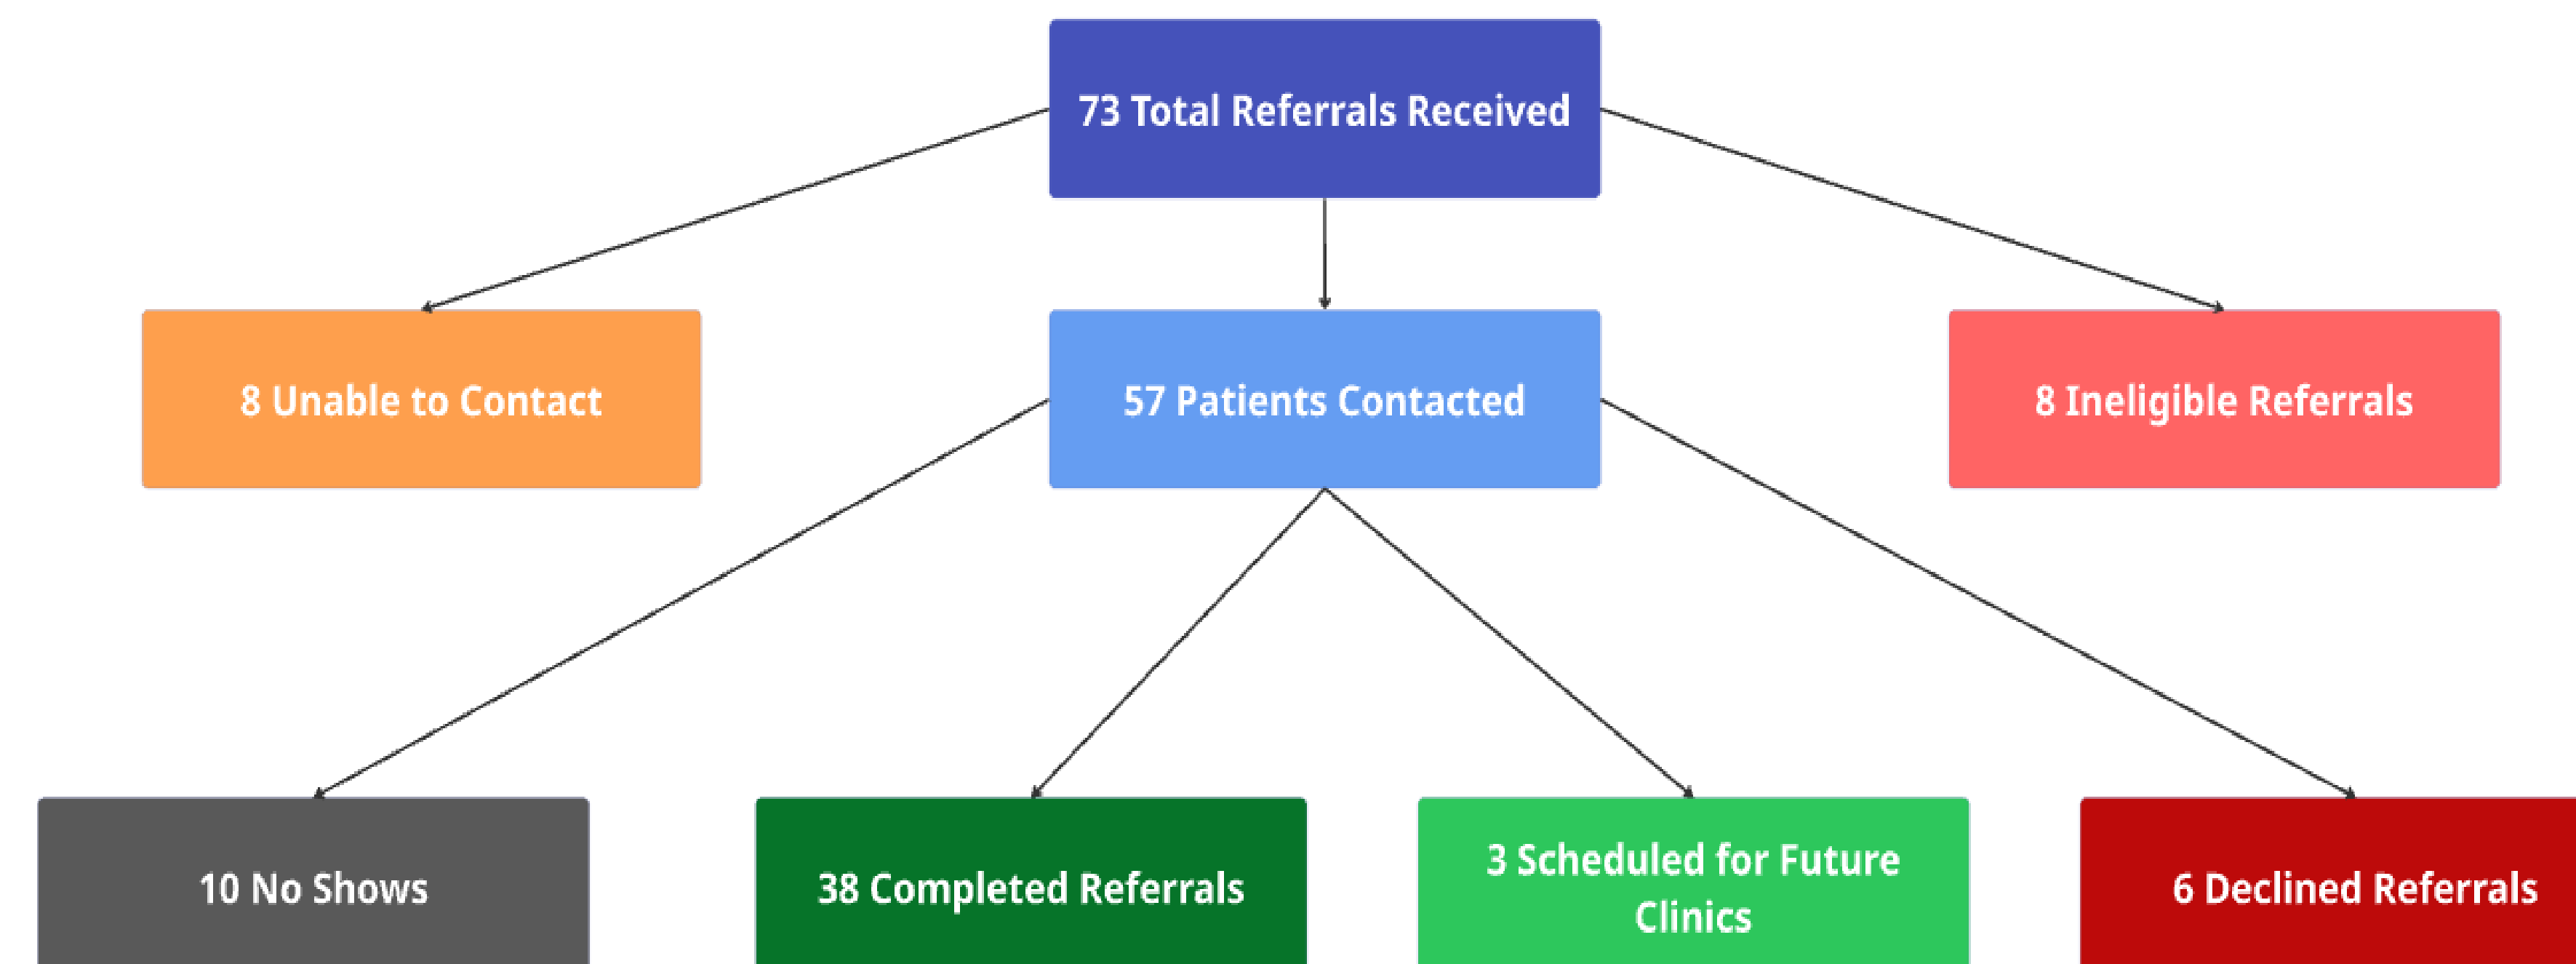 73 Total Referrals Received
8 Unable to Contact
57 Patients Contacted
8 Ineligible Referrals
10 No Shows
38 Completed Referrals
3 Scheduled for Future
Clinics
6 Declined Referrals